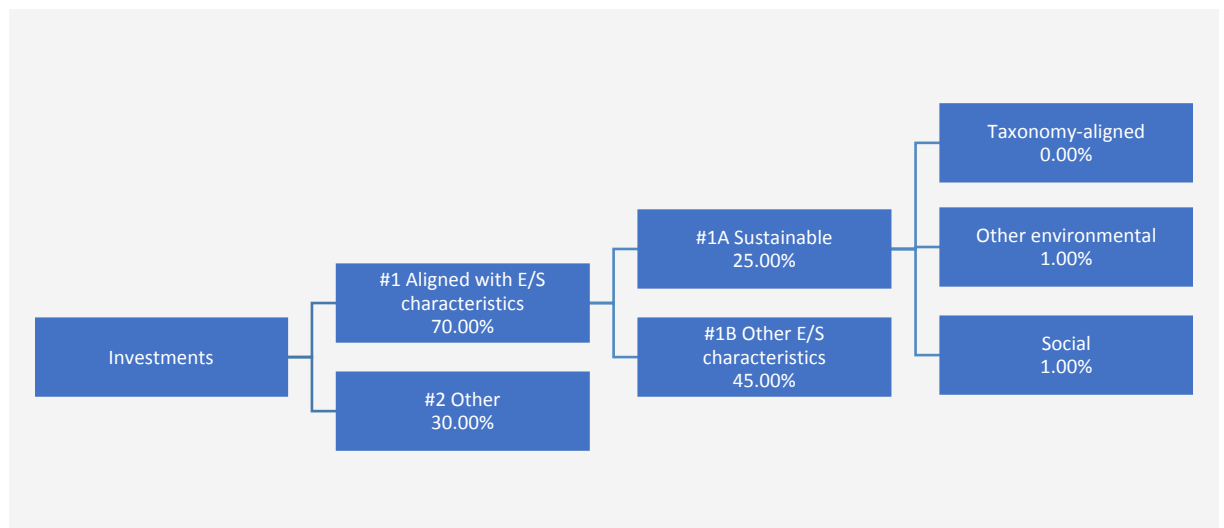 Investments
#1 Aligned with E/S
characteristics
70.00%
#2 Other
30.00%
#1A Sustainable
25.00%
#1B Other E/S
characteristics
45.00%
Taxonomy-aligned
0.00%
Other environmental
1.00%
Social
1.00%